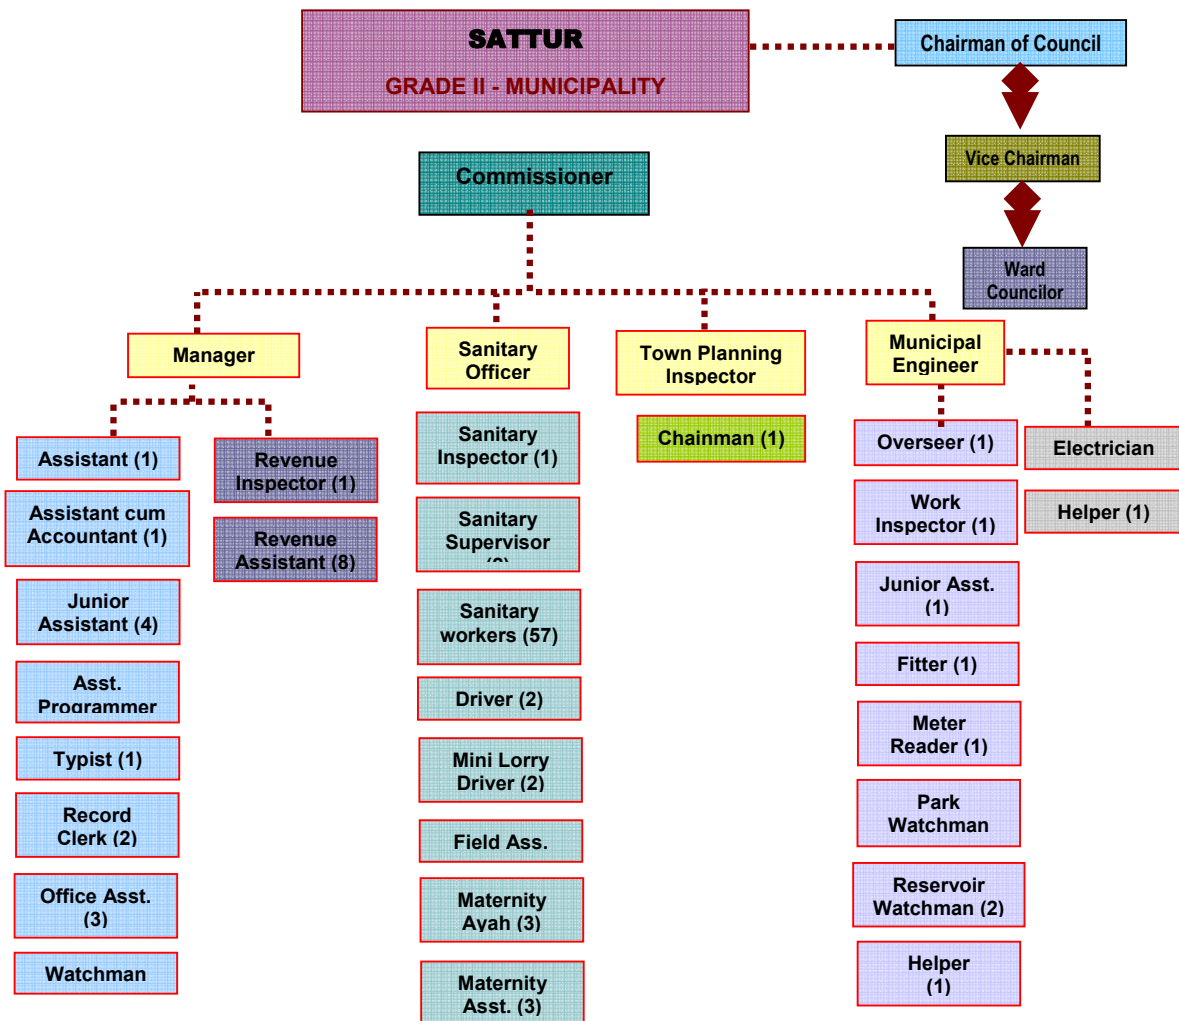 SATTUR
GRADE II - MUNICIPALITY
Chairman of Council
Vice Chairman
Ward
Councilor
Commissioner
Manager
Sanitary
Officer
Town Planning
Inspector
Municipal
Engineer
Assistant (1)
Assistant cum
Accountant (1)
Junior
Assistant (4)
Asst.
Programmer
Typist (1)
Record
Clerk (2)
Office Asst.
(3)
Watchman
Revenue
Inspector (1)
Revenue
Assistant (8)
Sanitary
Inspector (1)
Sanitary
Supervisor
Sanitary
workers (57)
Driver (2)
Mini Lorry
Driver (2)
Field Ass.
Maternity
Ayah (3)
Maternity
Asst. (3)
Chainman (1)
Overseer (1)
Work
Inspector (1)
Junior Asst.
(1)
Fitter (1)
Meter
Reader (1)
Park
Watchman
Reservoir
Watchman (2)
Helper
(1)
Electrician
Helper (1)